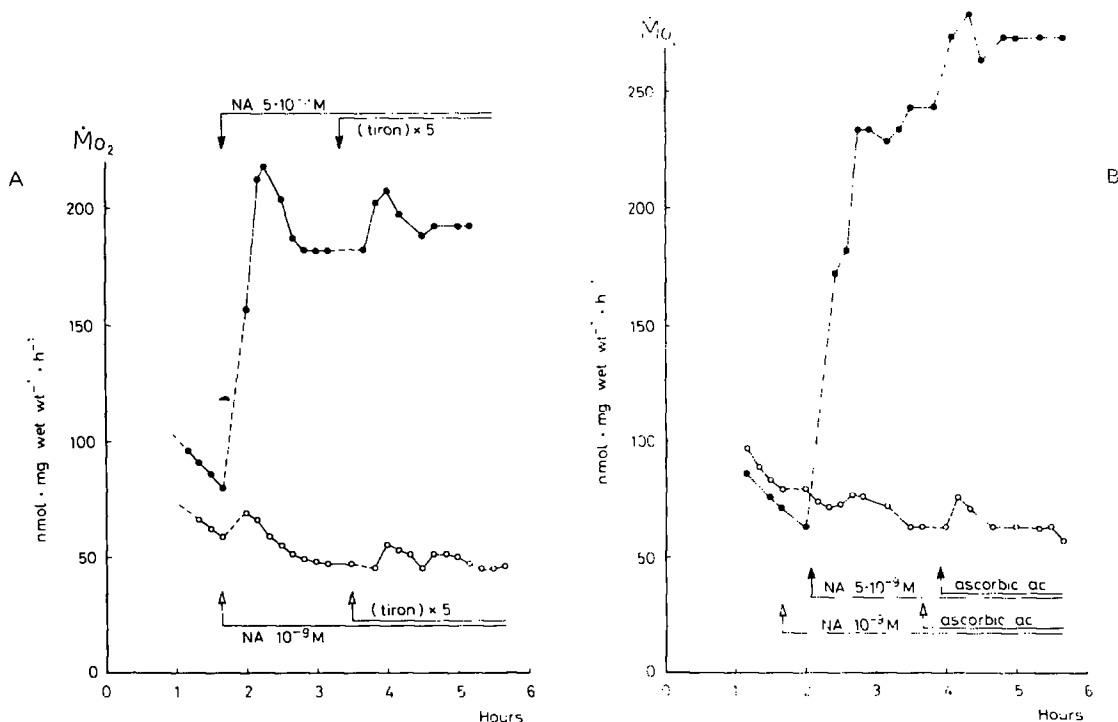 A
Ṁo₂
nmol · mg wet wt⁻¹ · h⁻¹
NA 5·10 M
(tiron) × 5
200
150
100
50
0
(tiron) × 5
NA 10⁻⁹M
0 1 2 3 4 5 6
Hours
B
Ṁo
nmol · mg wet wt⁻¹ · h
250
200
150
100
50
0
NA 5·10⁻⁹M
ascorbic ac
NA 10⁻⁹M
ascorbic ac
0 1 2 3 4 5 6
Hours